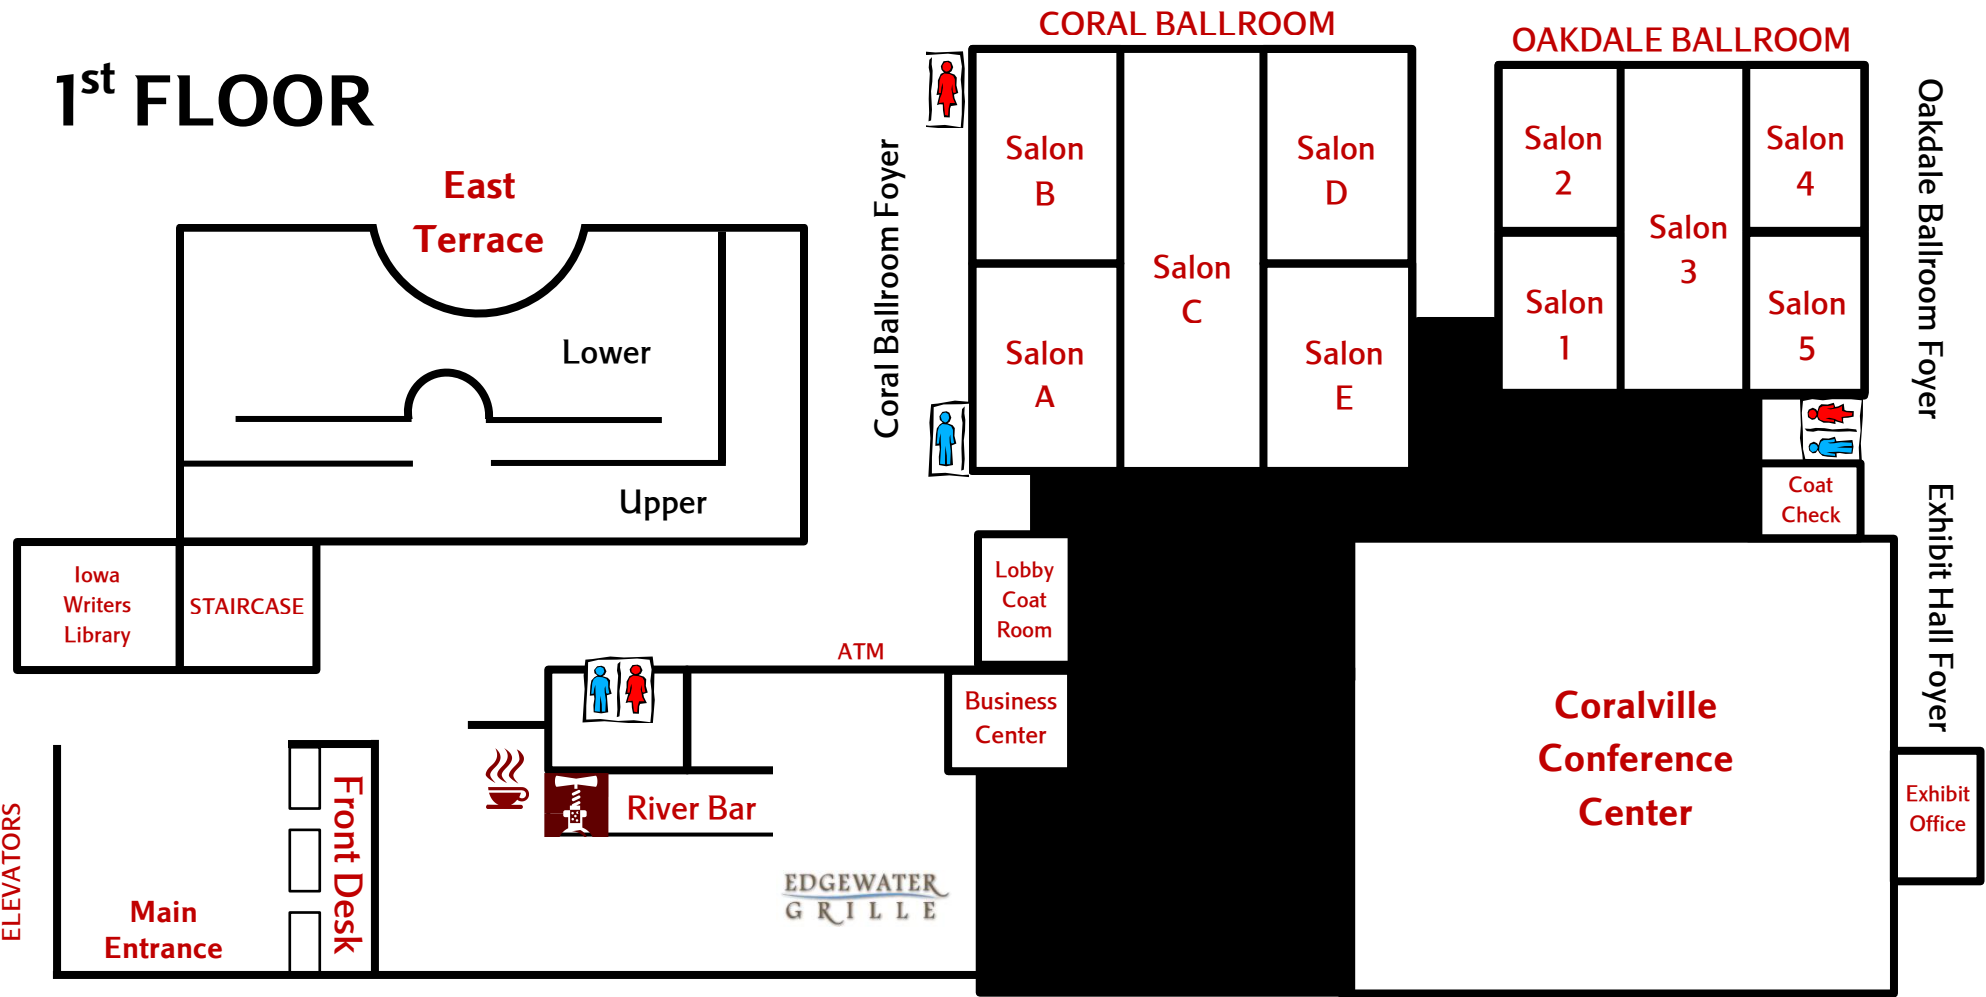 1st FLOOR
CORAL BALLROOM
OAKDALE BALLROOM
East
Terrace
Lower
Upper
Coral Ballroom Foyer
Salon
B
Salon
A
Salon
C
Salon
D
Salon
E
Salon
2
Salon
1
Salon
3
Salon
4
Salon
5
Oakdale Ballroom Foyer
Coat
Check
Exhibit Hall Foyer
Iowa
Writers
Library
STAIRCASE
Lobby
Coat
Room
ATM
Business
Center
ELEVATORS
Main
Entrance
Front Desk
River Bar
EDGEWATER
GRILLE
Coralville
Conference
Center
Exhibit
Office